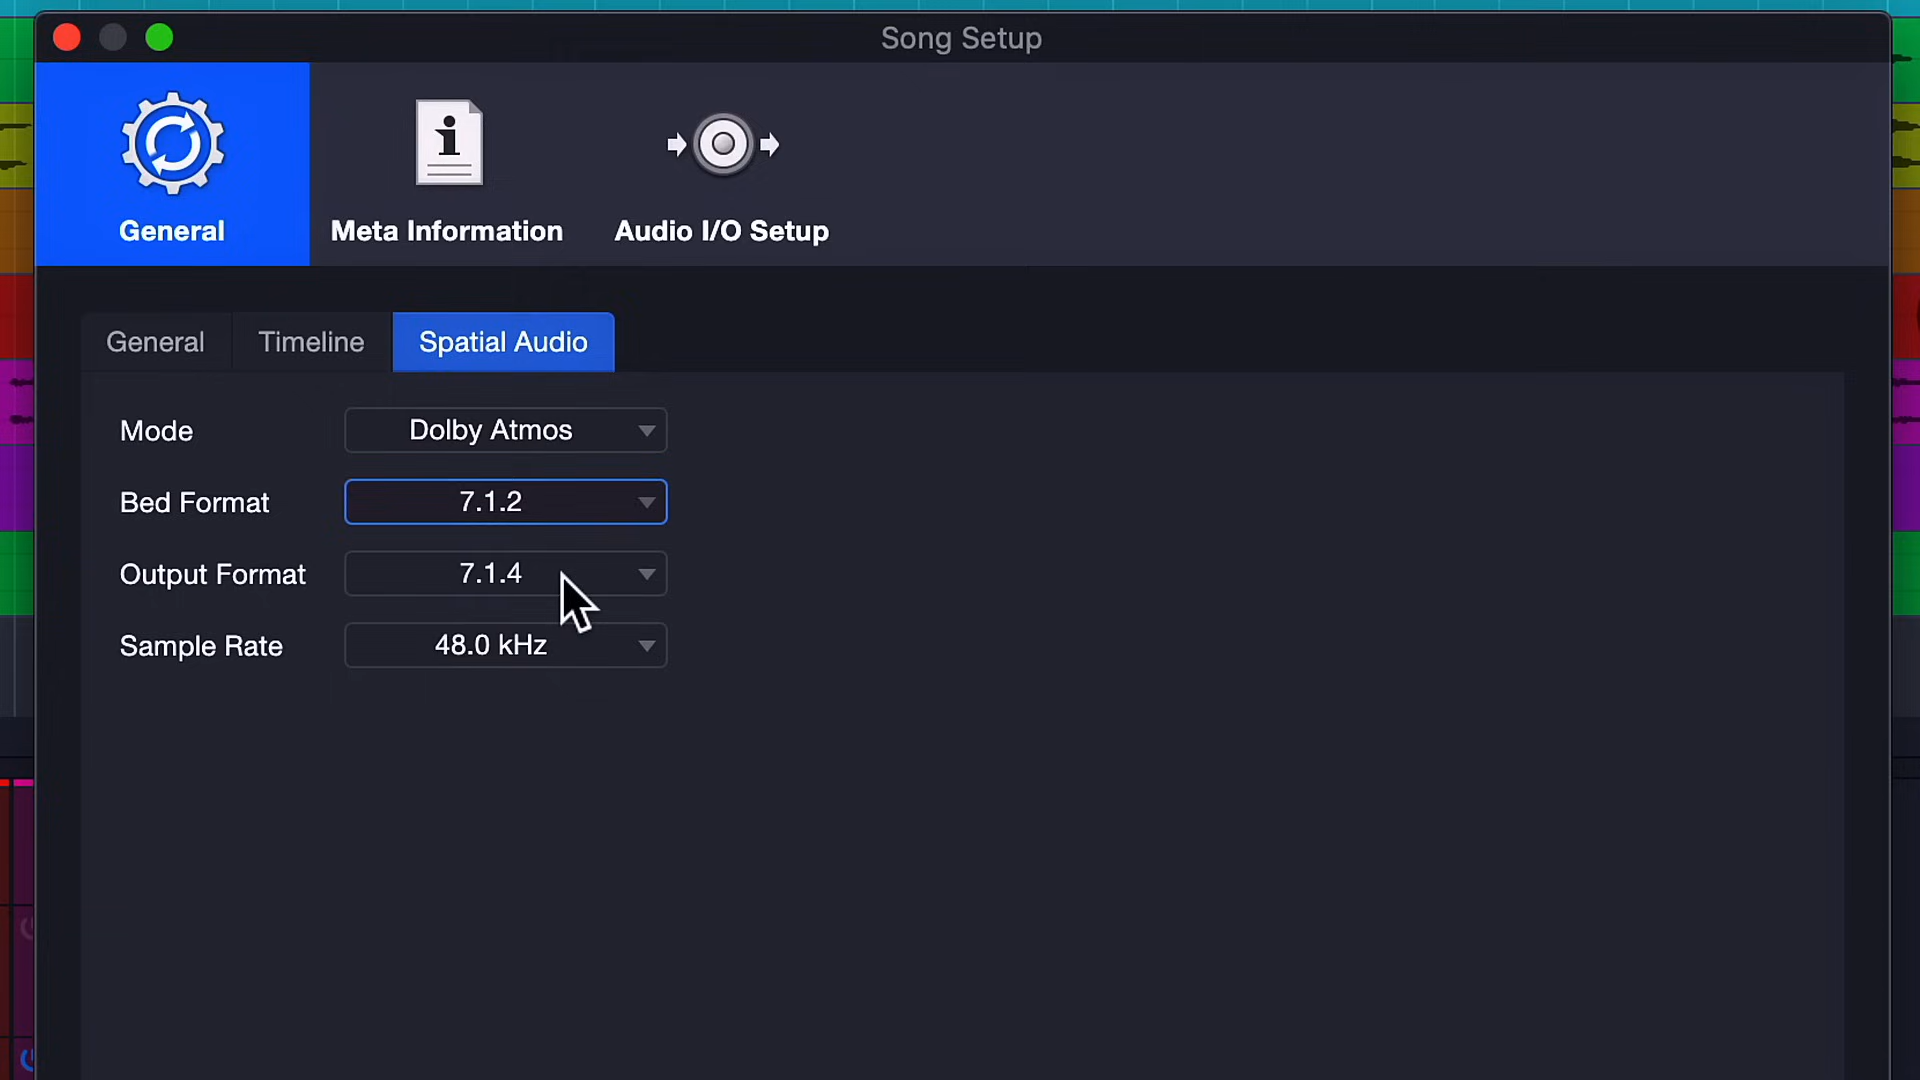 Song Setup
General
Meta Information
Audio I/O Setup
General
Timeline
Spatial Audio
Mode
Dolby Atmos
Bed Format
7.1.2
Output Format
7.1.4
Sample Rate
48.0 kHz